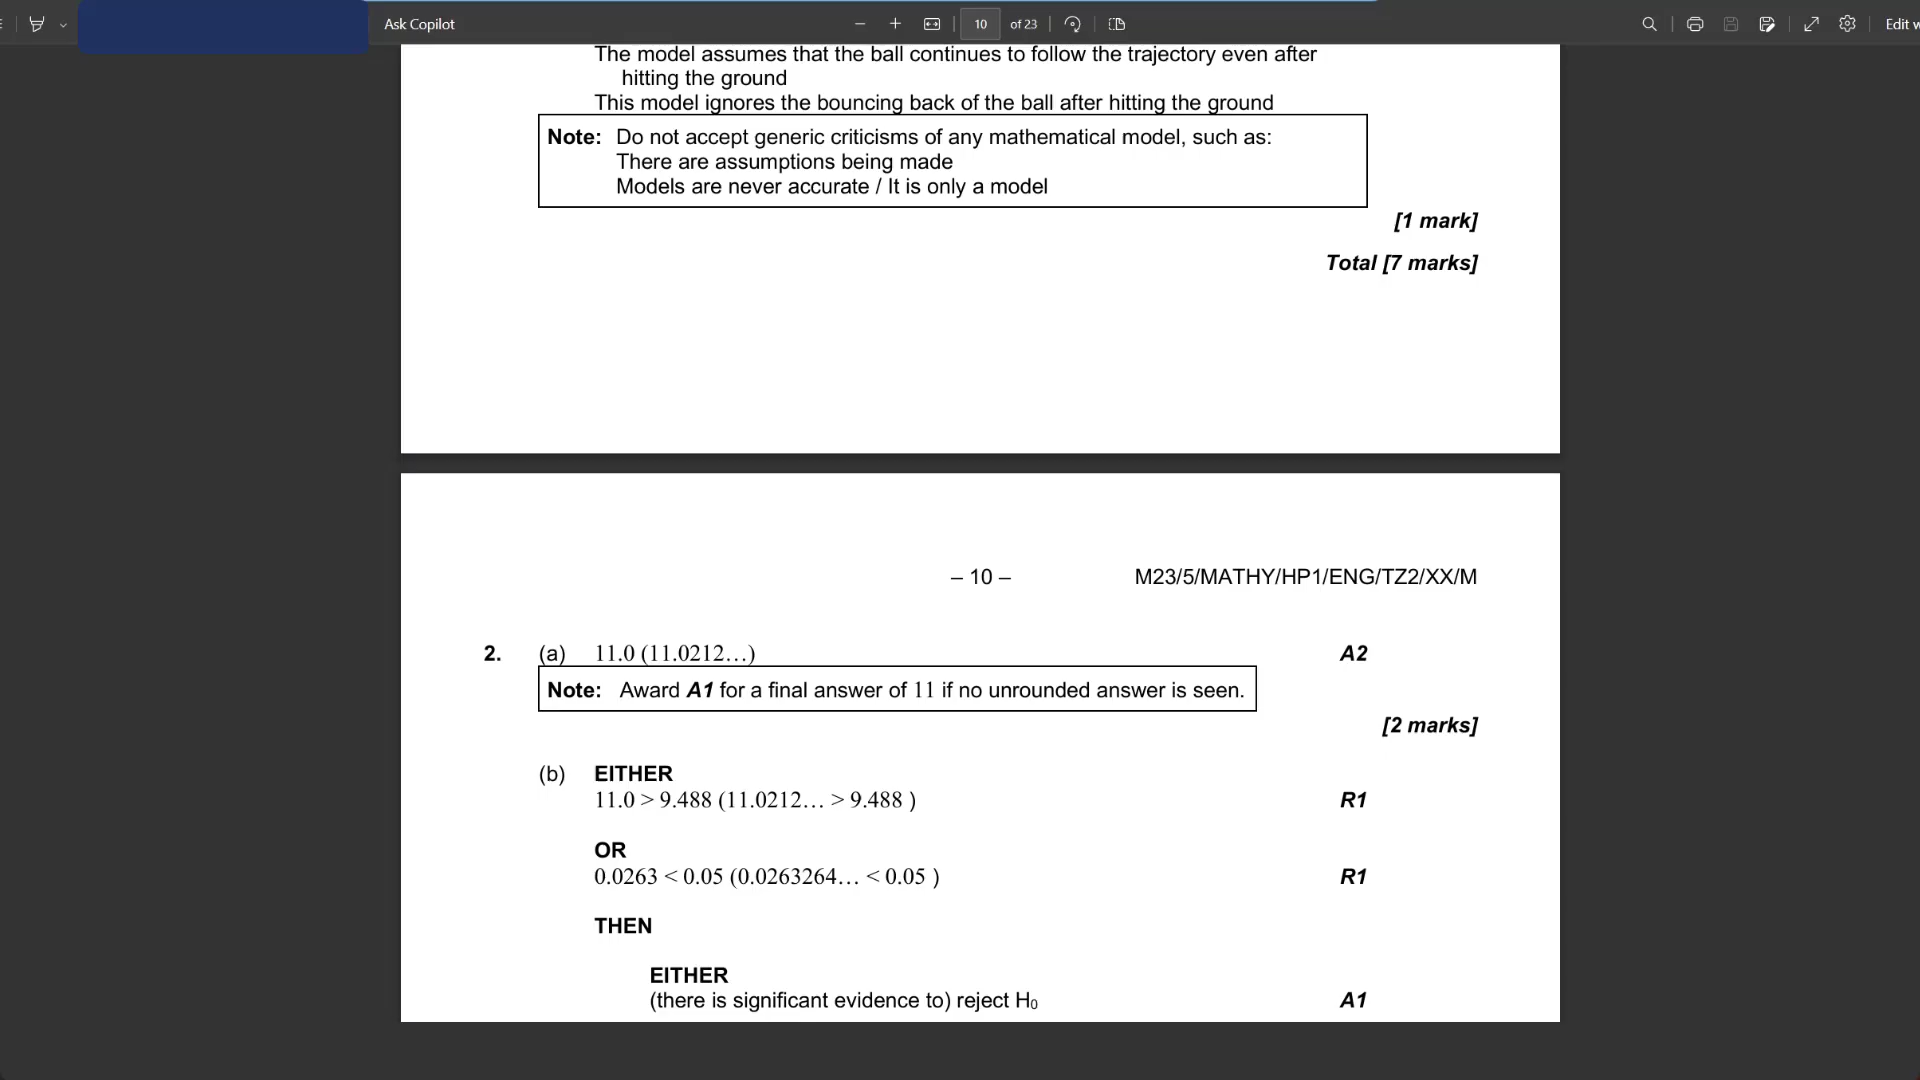 Ask Copilot
10 of 23
Edit w
The model assumes that the ball continues to follow the trajectory even after
hitting the ground
This model ignores the bouncing back of the ball after hitting the ground
Note: Do not accept generic criticisms of any mathematical model, such as:
There are assumptions being made
Models are never accurate / It is only a model
[1 mark]
Total [7 marks]
– 10 – M23/5/MATHY/HP1/ENG/TZ2/XX/M
2. (a) 11.0 (11.0212…) A2
Note: Award A1 for a final answer of 11 if no unrounded answer is seen.
[2 marks]
(b) EITHER
11.0 > 9.488 (11.0212… > 9.488 ) R1
OR
0.0263 < 0.05 (0.0263264… < 0.05 ) R1
THEN
EITHER
(there is significant evidence to) reject H₀ A1